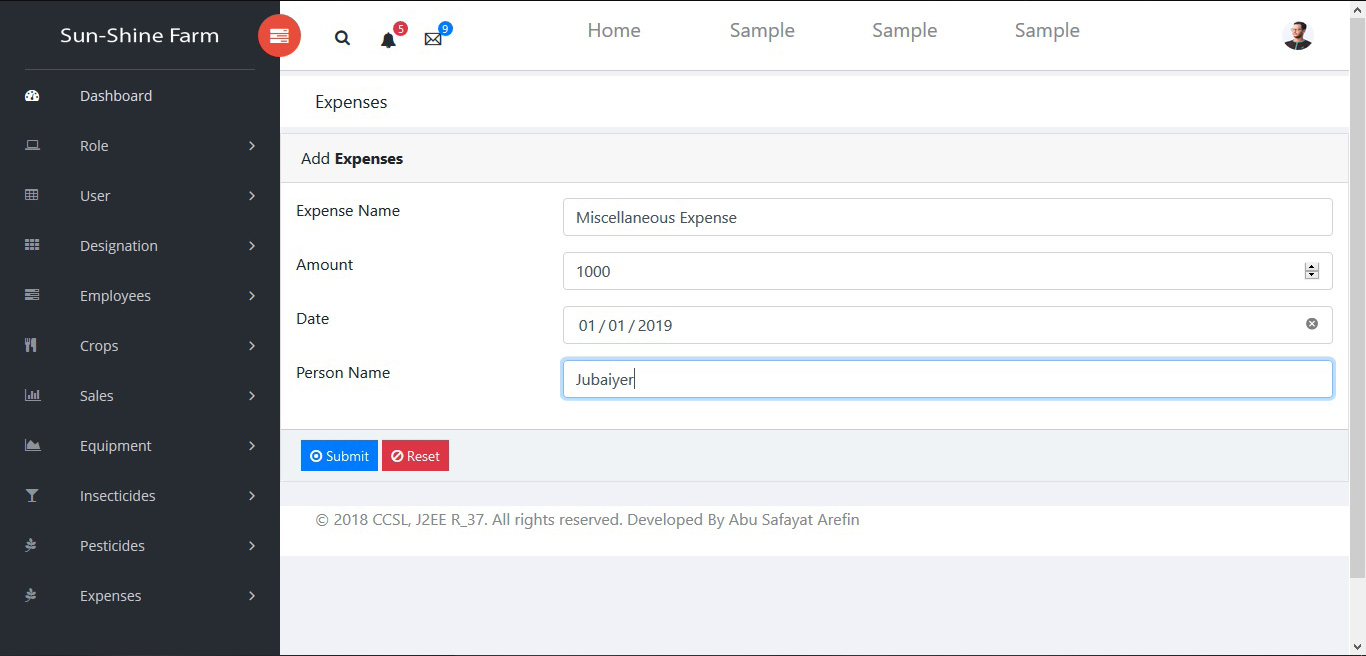 Sun-Shine Farm
5
9
Home
Sample
Sample
Sample
Dashboard
Role
User
Designation
Employees
Crops
Sales
Equipment
Insecticides
Pesticides
Expenses
Expenses
Add Expenses
Expense Name
Miscellaneous Expense
Amount
1000
Date
01 / 01 / 2019
Person Name
Jubaiyer
Submit
Reset
© 2018 CCSL, J2EE R_37. All rights reserved. Developed By Abu Safayat Arefin